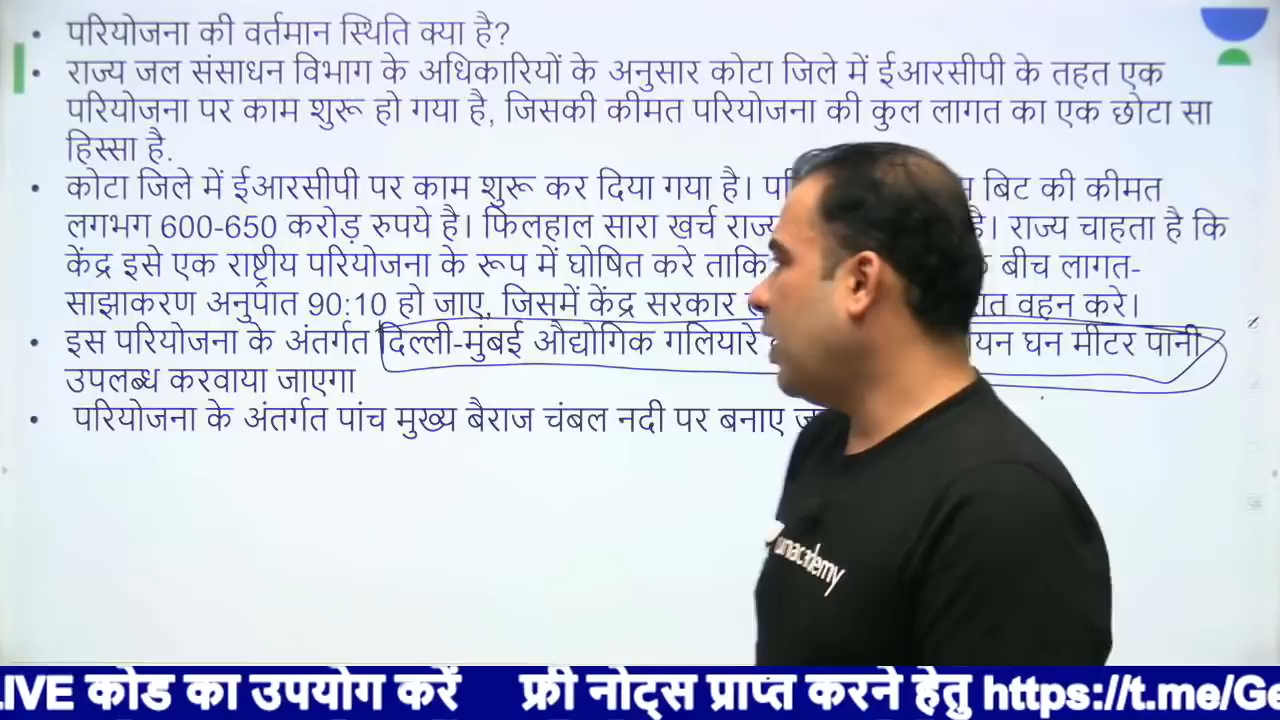 परियोजना की वर्तमान स्थिति क्या है?
राज्य जल संसाधन विभाग के अधिकारियों के अनुसार कोटा जिले में ईआरसीपी के तहत एक
परियोजना पर काम शुरू हो गया है, जिसकी कीमत परियोजना की कुल लागत का एक छोटा सा
हिस्सा है.
कोटा जिले में ईआरसीपी पर काम शुरू कर दिया गया है। बिट की कीमत
लगभग 600-650 करोड़ रुपये है। फिलहाल सारा खर्च राज्य है। राज्य चाहता है कि
केंद्र इसे एक राष्ट्रीय परियोजना के रूप में घोषित करे ताकि बीच लागत-
साझाकरण अनुपात 90:10 हो जाए, जिसमें केंद्र सरकार वहन करे।
इस परियोजना के अंतर्गत दिल्ली-मुंबई औद्योगिक गलियारे घन मीटर पानी
उपलब्ध करवाया जाएगा
परियोजना के अंतर्गत पांच मुख्य बैराज चंबल नदी पर बनाए
unacademy
LIVE कोड का उपयोग करें फ्री नोट्स प्राप्त करने हेतु https://t.me/Ge